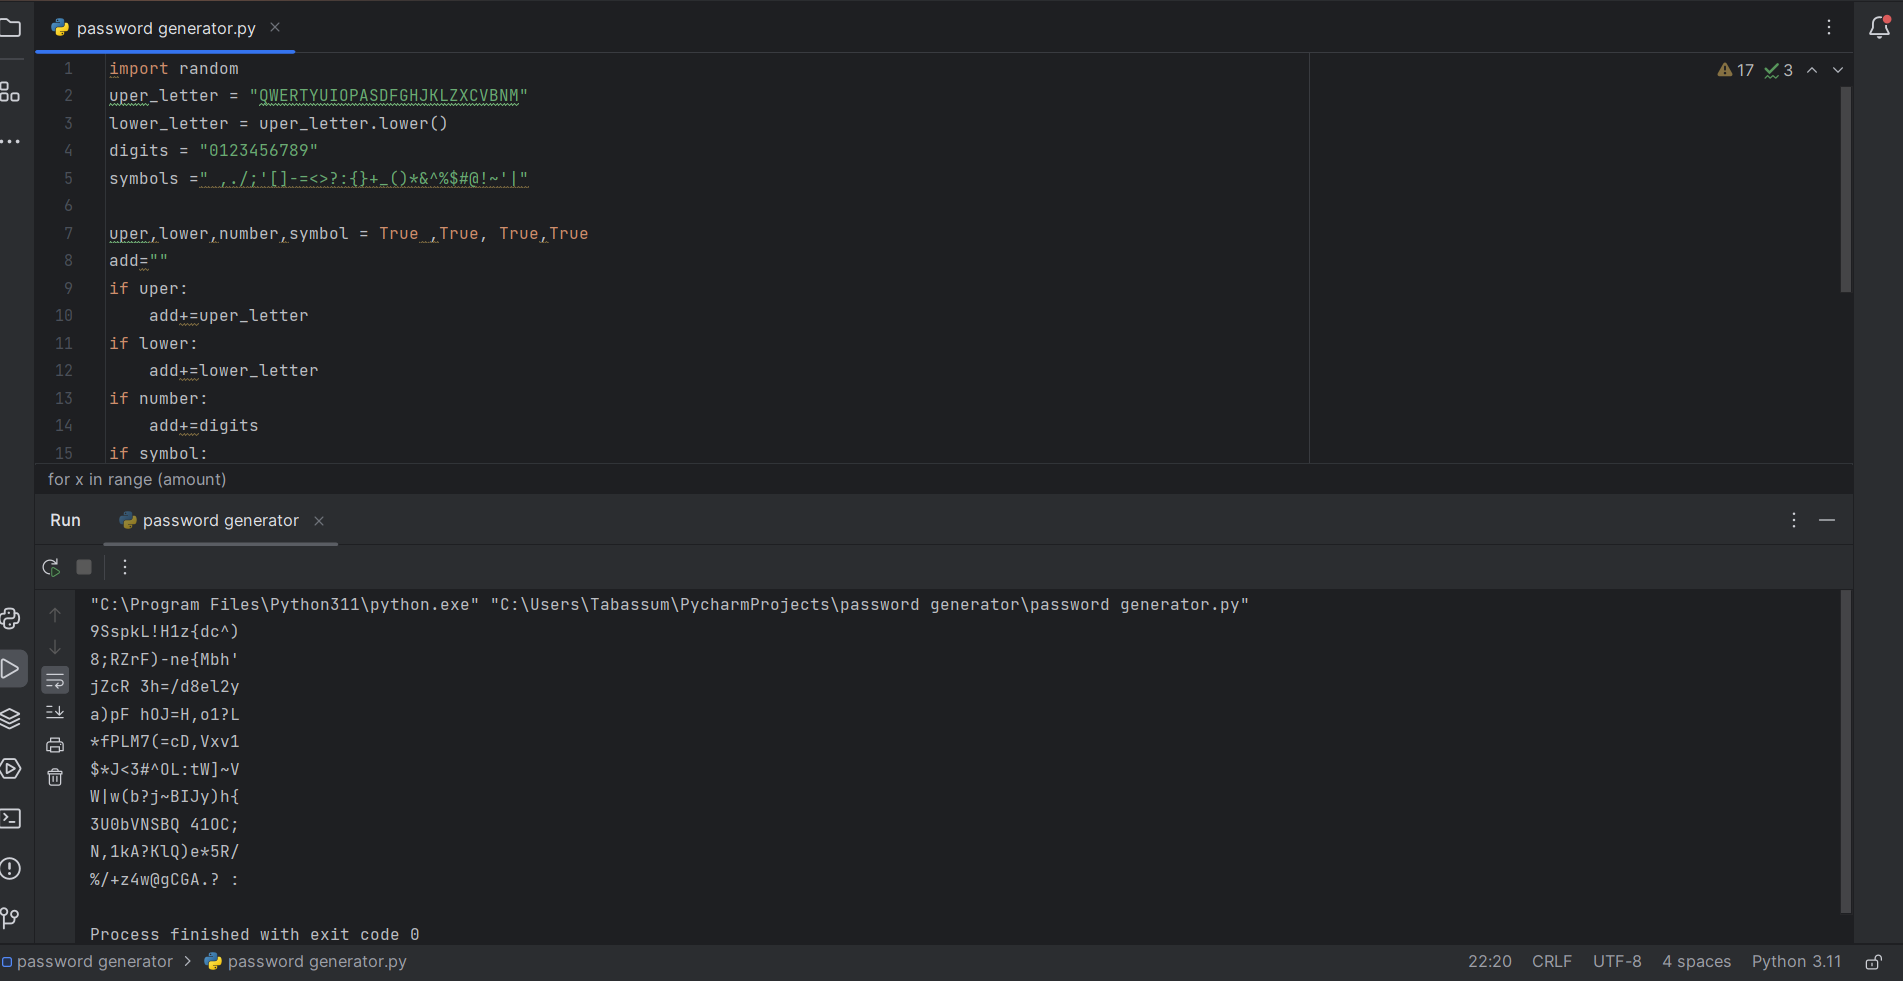 password generator.py
17 3
1 import random
2 uper_letter = "QWERTYUIOPASDFGHJKLZXCVBNM"
3 lower_letter = uper_letter.lower()
4 digits = "0123456789"
5 symbols =" ,./;'[]-=<>?:{}+_()*&^%$#@!~'|"
6
7 uper,lower,number,symbol = True ,True, True,True
8 add=""
9 if uper:
10 add+=uper_letter
11 if lower:
12 add+=lower_letter
13 if number:
14 add+=digits
15 if symbol:
for x in range (amount)
Run password generator
"C:\Program Files\Python311\python.exe" "C:\Users\Tabassum\PycharmProjects\password generator\password generator.py"
9SspkL!H1z{dc^)
8;RZrF)-ne{Mbh'
jZcR 3h=/d8el2y
a)pF hOJ=H,o1?L
*fPLM7(=cD,Vxv1
$*J<3#^OL:tW]~V
W|w(b?j~BIJy)h{
3U0bVNSBQ 41OC;
N,1kA?KlQ)e*5R/
%/+z4w@gCGA.? :
Process finished with exit code 0
password generator > password generator.py 22:20 CRLF UTF-8 4 spaces Python 3.11